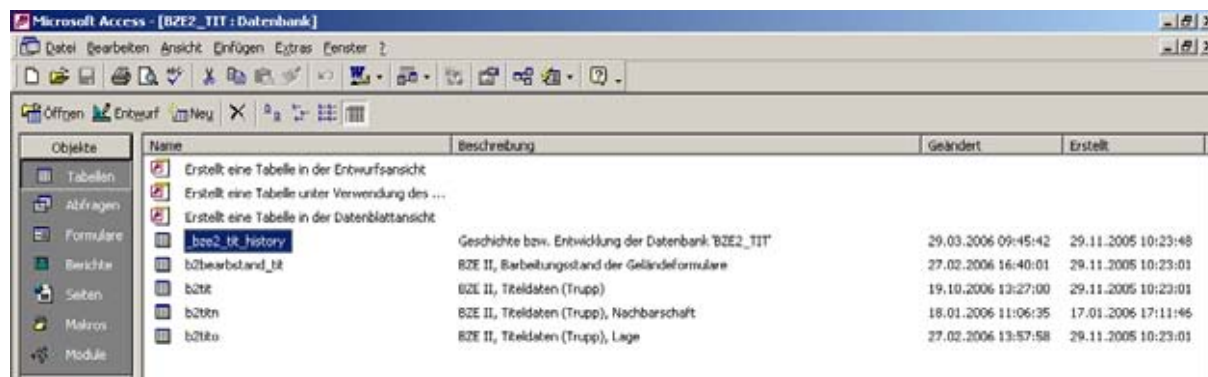 Microsoft Access - [BZE2_TIT : Datenbank]
Datei Bearbeiten Ansicht Einfügen Extras Fenster ?
Öffnen Entwurf Neu
Objekte Name Beschreibung Geändert Erstellt
Tabellen Erstellt eine Tabelle in der Entwurfsansicht
Abfragen Erstellt eine Tabelle unter Verwendung des ...
Erstellt eine Tabelle in der Datenblattansicht
Formulare _bze2_tit_history Geschichte bzw. Entwicklung der Datenbank 'BZE2_TIT' 29.03.2006 09:45:42 29.11.2005 10:23:48
Berichte b2bearbstand_tit BZE II, Barbeitungsstand der Geländeformulare 27.02.2006 16:40:01 29.11.2005 10:23:01
Seiten b2tit BZE II, Titeldaten (Trupp) 19.10.2006 13:27:00 29.11.2005 10:23:01
Makros b2titn BZE II, Titeldaten (Trupp), Nachbarschaft 18.01.2006 11:06:35 17.01.2006 17:11:46
Module b2tito BZE II, Titeldaten (Trupp), Lage 27.02.2006 13:57:58 29.11.2005 10:23:01